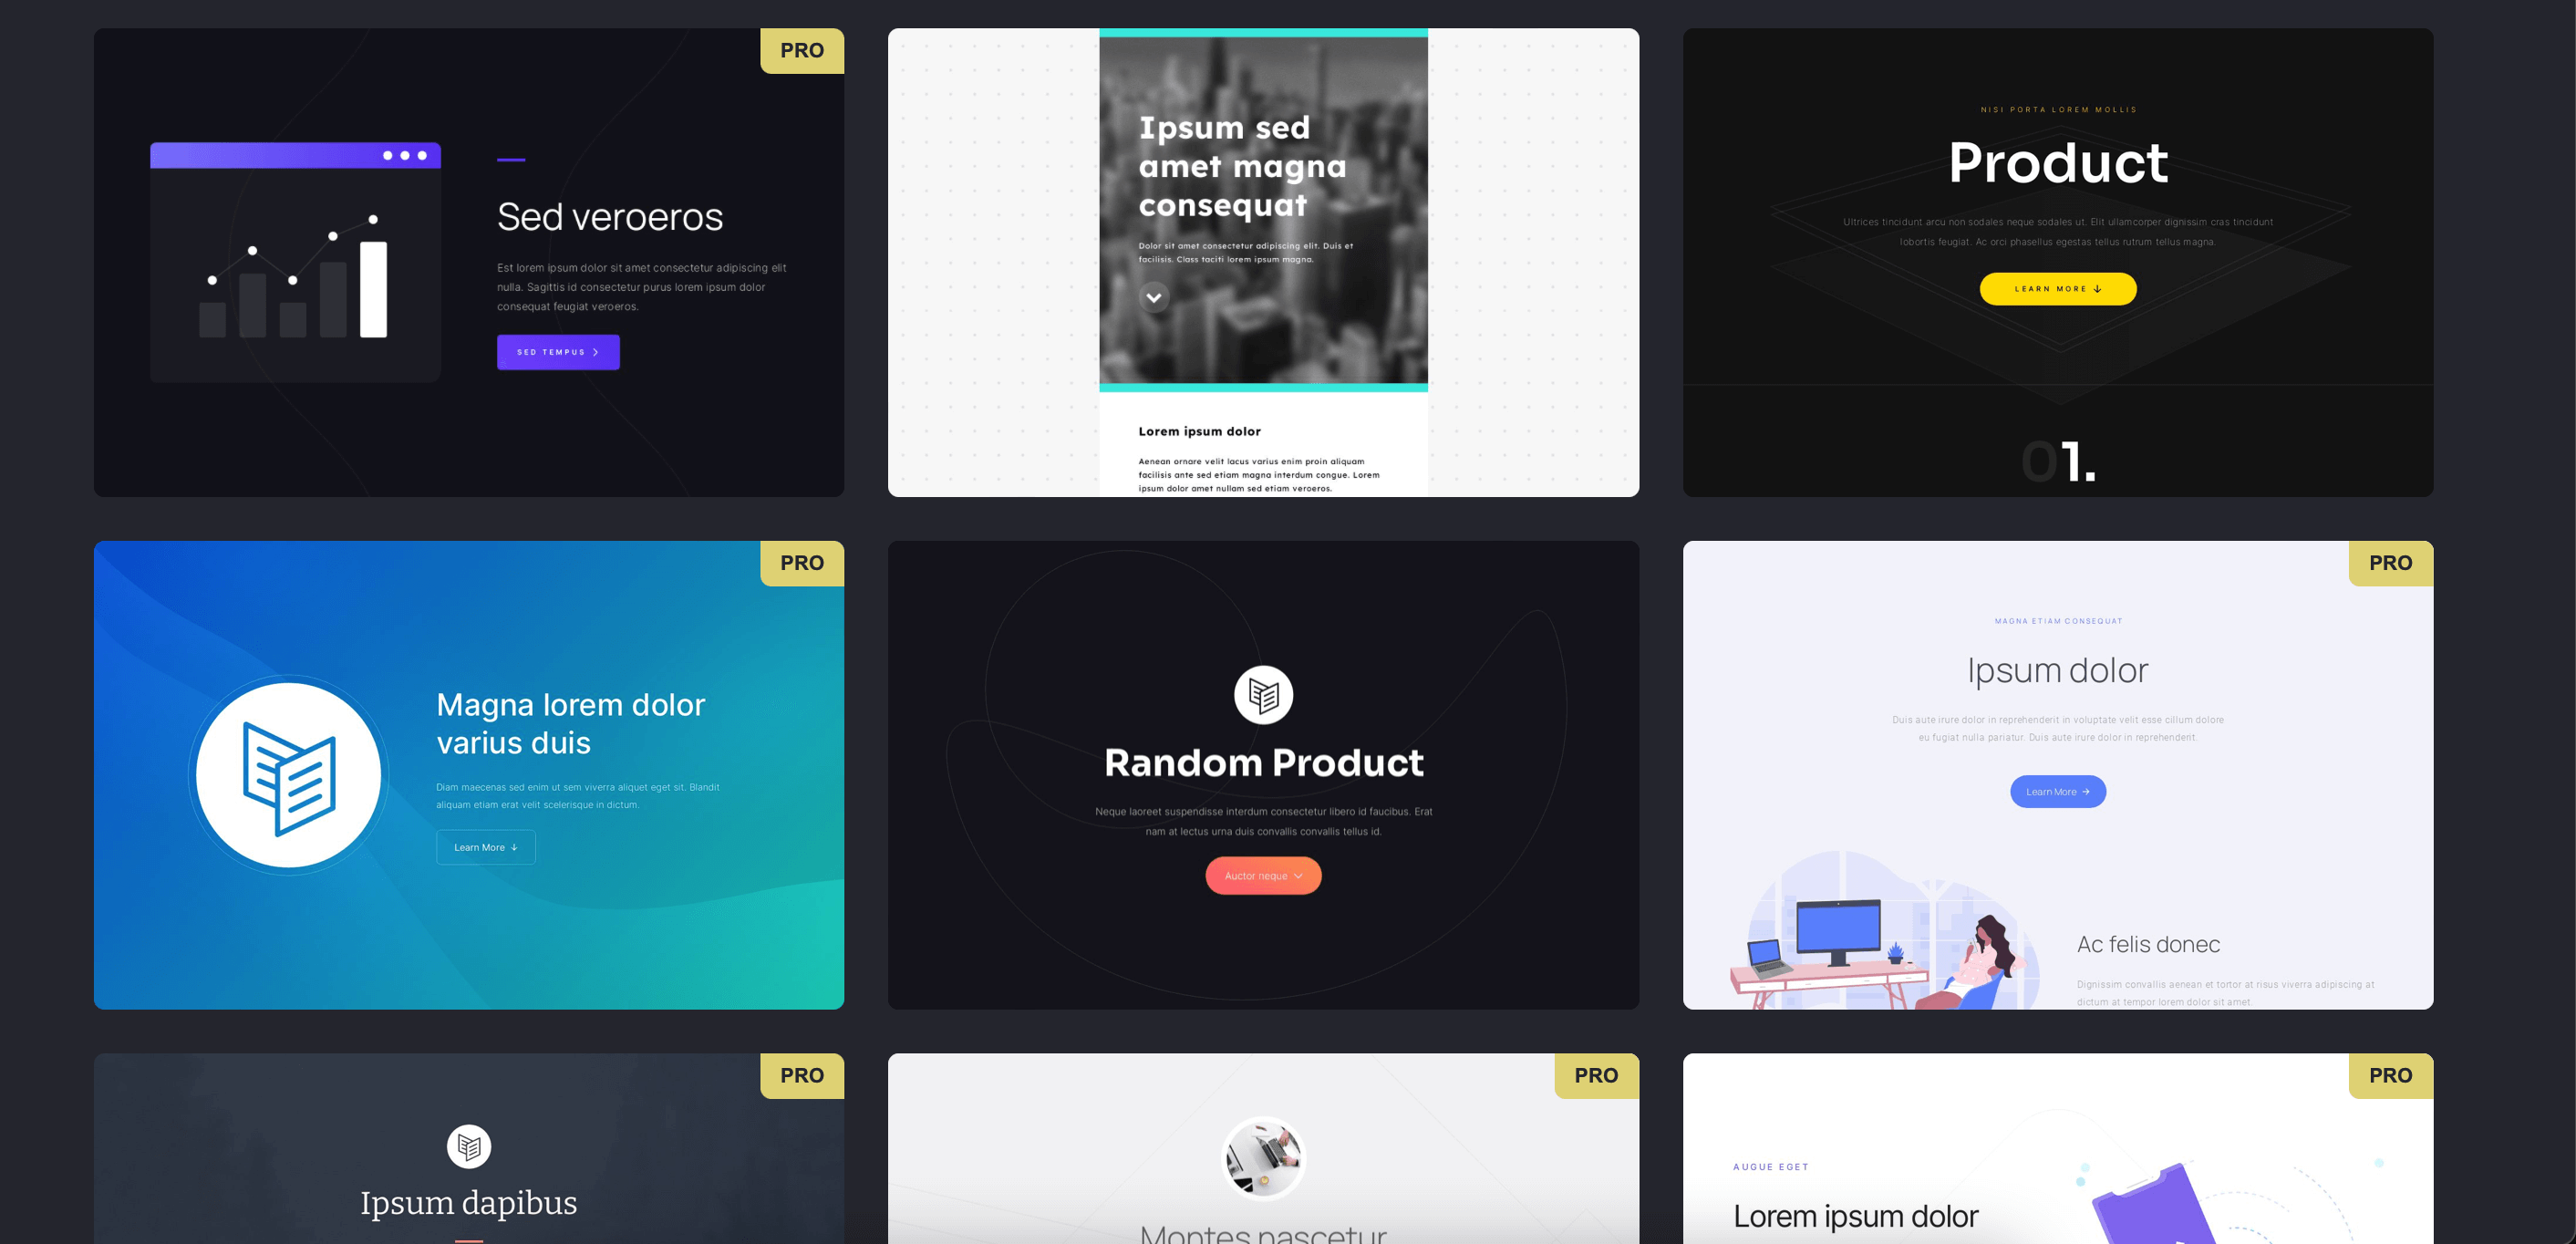 PRO
Sed veroeros
Est lorem ipsum dolor sit amet consectetur adipiscing elit
nulla. Sagittis id consectetur purus lorem ipsum dolor
consequat feugiat veroeros.
SED TEMPUS
Ipsum sed
amet magna
consequat
Dolor sit amet consectetur adipiscing elit. Duis et
facilisis. Class taciti lorem ipsum magna.
Lorem ipsum dolor
Aenean ornare velit lacus varius enim proin aliquam
facilisis ante sed etiam magna interdum congue. Lorem
ipsum dolor amet nullam sed etiam veroeros.
NISI PORTA LOREM MOLLIS
Product
Ultrices tincidunt arcu non sodales neque sodales ut. Elit ullamcorper dignissim cras tincidunt
lobortis feugiat. Ac orci phasellus egestas tellus rutrum tellus magna.
LEARN MORE
01.
PRO
Magna lorem dolor
varius duis
Diam maecenas sed enim ut sem viverra aliquet eget sit. Blandit
aliquam etiam erat velit scelerisque in dictum.
Learn More
Random Product
Neque laoreet suspendisse interdum consectetur libero id faucibus. Erat
nam at lectus urna duis convallis convallis tellus id.
Auctor neque
PRO
MAGNA ETIAM CONSEQUAT
Ipsum dolor
Duis aute irure dolor in reprehenderit in voluptate velit esse cillum dolore
eu fugiat nulla pariatur. Duis aute irure dolor in reprehenderit.
Learn More
Ac felis donec
Dignissim convallis aenean et tortor at risus viverra adipiscing at
dictum at tempor lorem dolor sit amet.
PRO
Ipsum dapibus
PRO
Montes nascetur
PRO
AUGUE EGET
Lorem ipsum dolor